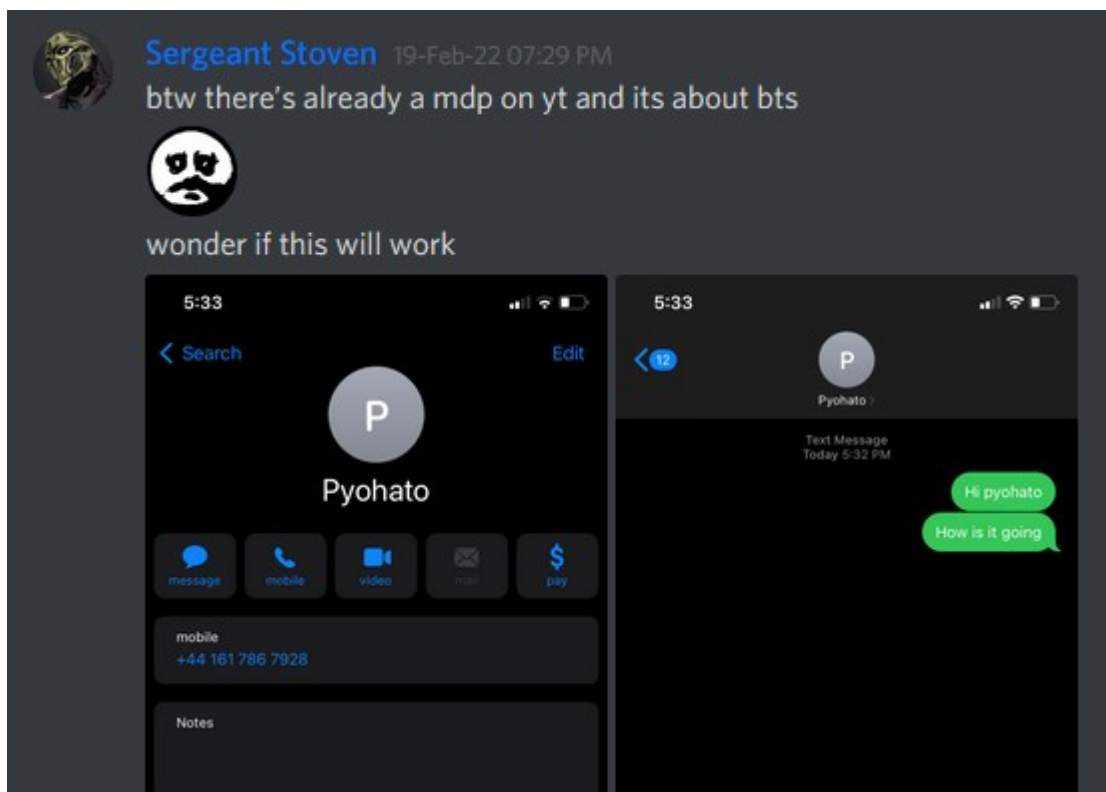 Sergeant Stoven 19-Feb-22 07:29 PM
btw there's already a mdp on yt and its about bts
wonder if this will work
5:33
Search Edit
P
Pyohato
message mobile video mail pay
mobile
+44 161 786 7928
Notes
5:33
12
P
Pyohato
Text Message
Today 5:32 PM
Hi pyohato
How is it going